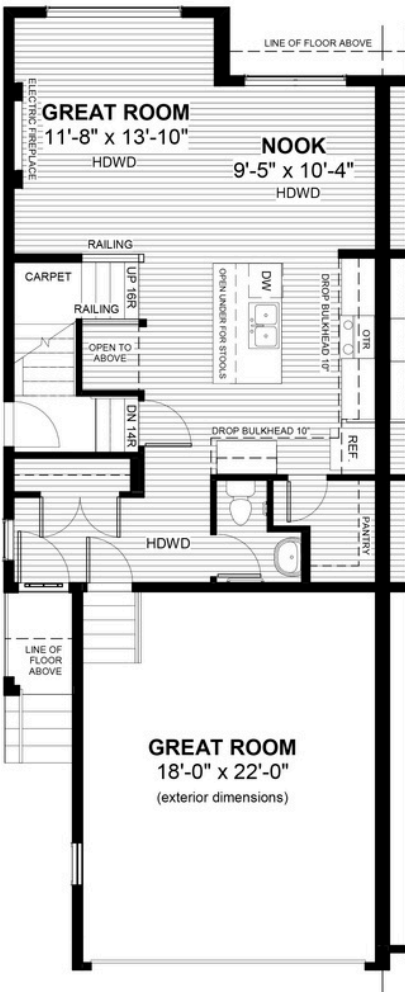 LINE OF FLOOR ABOVE
ELECTRIC FIREPLACE
GREAT ROOM
11'-8" x 13'-10"
HDWD
NOOK
9'-5" x 10'-4"
HDWD
RAILING
CARPET
UP 16R
RAILING
OPEN UNDER FOR STOOLS
DW
DROP BULKHEAD 10"
OTR
OPEN TO
ABOVE
DN 14R
DROP BULKHEAD 10"
REF.
HDWD
PANTRY
LINE OF
FLOOR
ABOVE
GREAT ROOM
18'-0" x 22'-0"
(exterior dimensions)